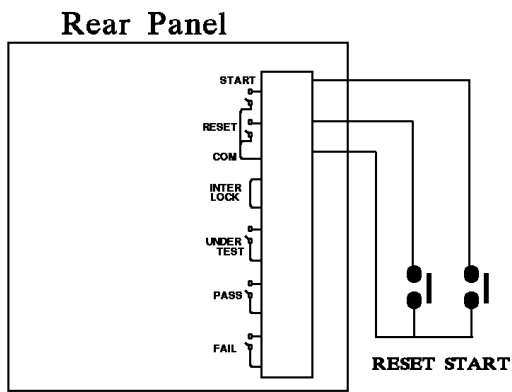 Rear Panel
START
RESET
COM
INTER
LOCK
UNDER
TEST
PASS
FAIL
RESET START